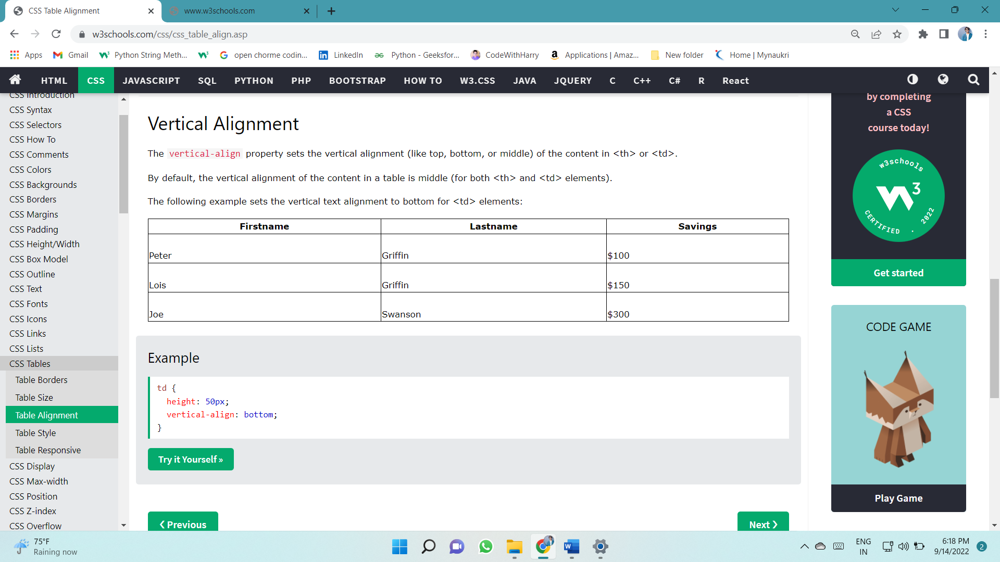 CSS Table Alignment
www.w3schools.com
w3schools.com/css/css_table_align.asp
Apps
Gmail
Python String Meth...
open chorme codin...
LinkedIn
Python - Geeksfor...
CodeWithHarry
Applications | Amaz...
New folder
Home | Mynaukri
HTML
CSS
JAVASCRIPT
SQL
PYTHON
PHP
BOOTSTRAP
HOW TO
W3.CSS
JAVA
JQUERY
C
C++
C#
R
React
CSS Introduction
CSS Syntax
CSS Selectors
CSS How To
CSS Comments
CSS Colors
CSS Backgrounds
CSS Borders
CSS Margins
CSS Padding
CSS Height/Width
CSS Box Model
CSS Outline
CSS Text
CSS Fonts
CSS Icons
CSS Links
CSS Lists
CSS Tables
Table Borders
Table Size
Table Alignment
Table Style
Table Responsive
CSS Display
CSS Max-width
CSS Position
CSS Z-index
CSS Overflow
Vertical Alignment
The vertical-align property sets the vertical alignment (like top, bottom, or middle) of the content in <th> or <td>.
By default, the vertical alignment of the content in a table is middle (for both <th> and <td> elements).
The following example sets the vertical text alignment to bottom for <td> elements:
Firstname Lastname Savings
Peter Griffin $100
Lois Griffin $150
Joe Swanson $300
Example
td {
height: 50px;
vertical-align: bottom;
}
Try it Yourself »
❮ Previous
Next ❯
by completing
a CSS
course today!
w3schools
W3
CERTIFIED . 2022
Get started
CODE GAME
Play Game
75°F
Raining now
ENG
IN
6:18 PM
9/14/2022
2